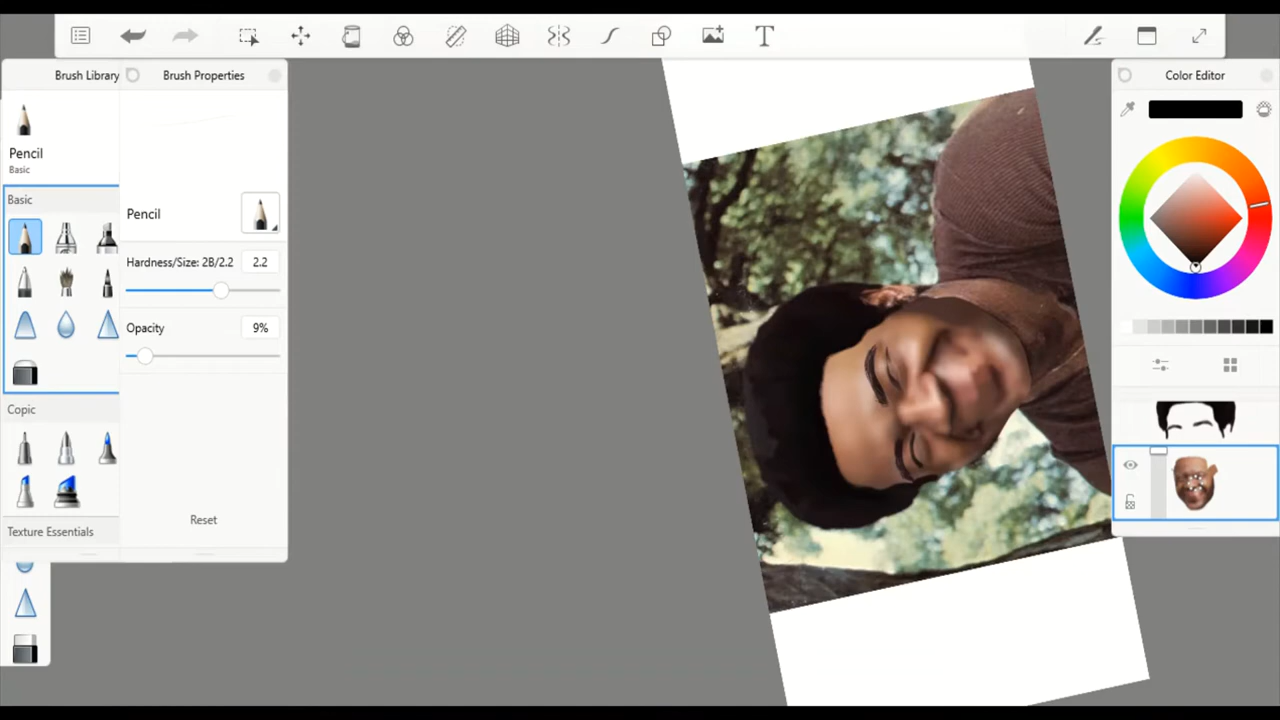 Brush Library
Brush Properties
Color Editor
Pencil
Basic
Basic
Pencil
Hardness/Size: 2B/2.2
2.2
Opacity
9%
Copic
Reset
Texture Essentials